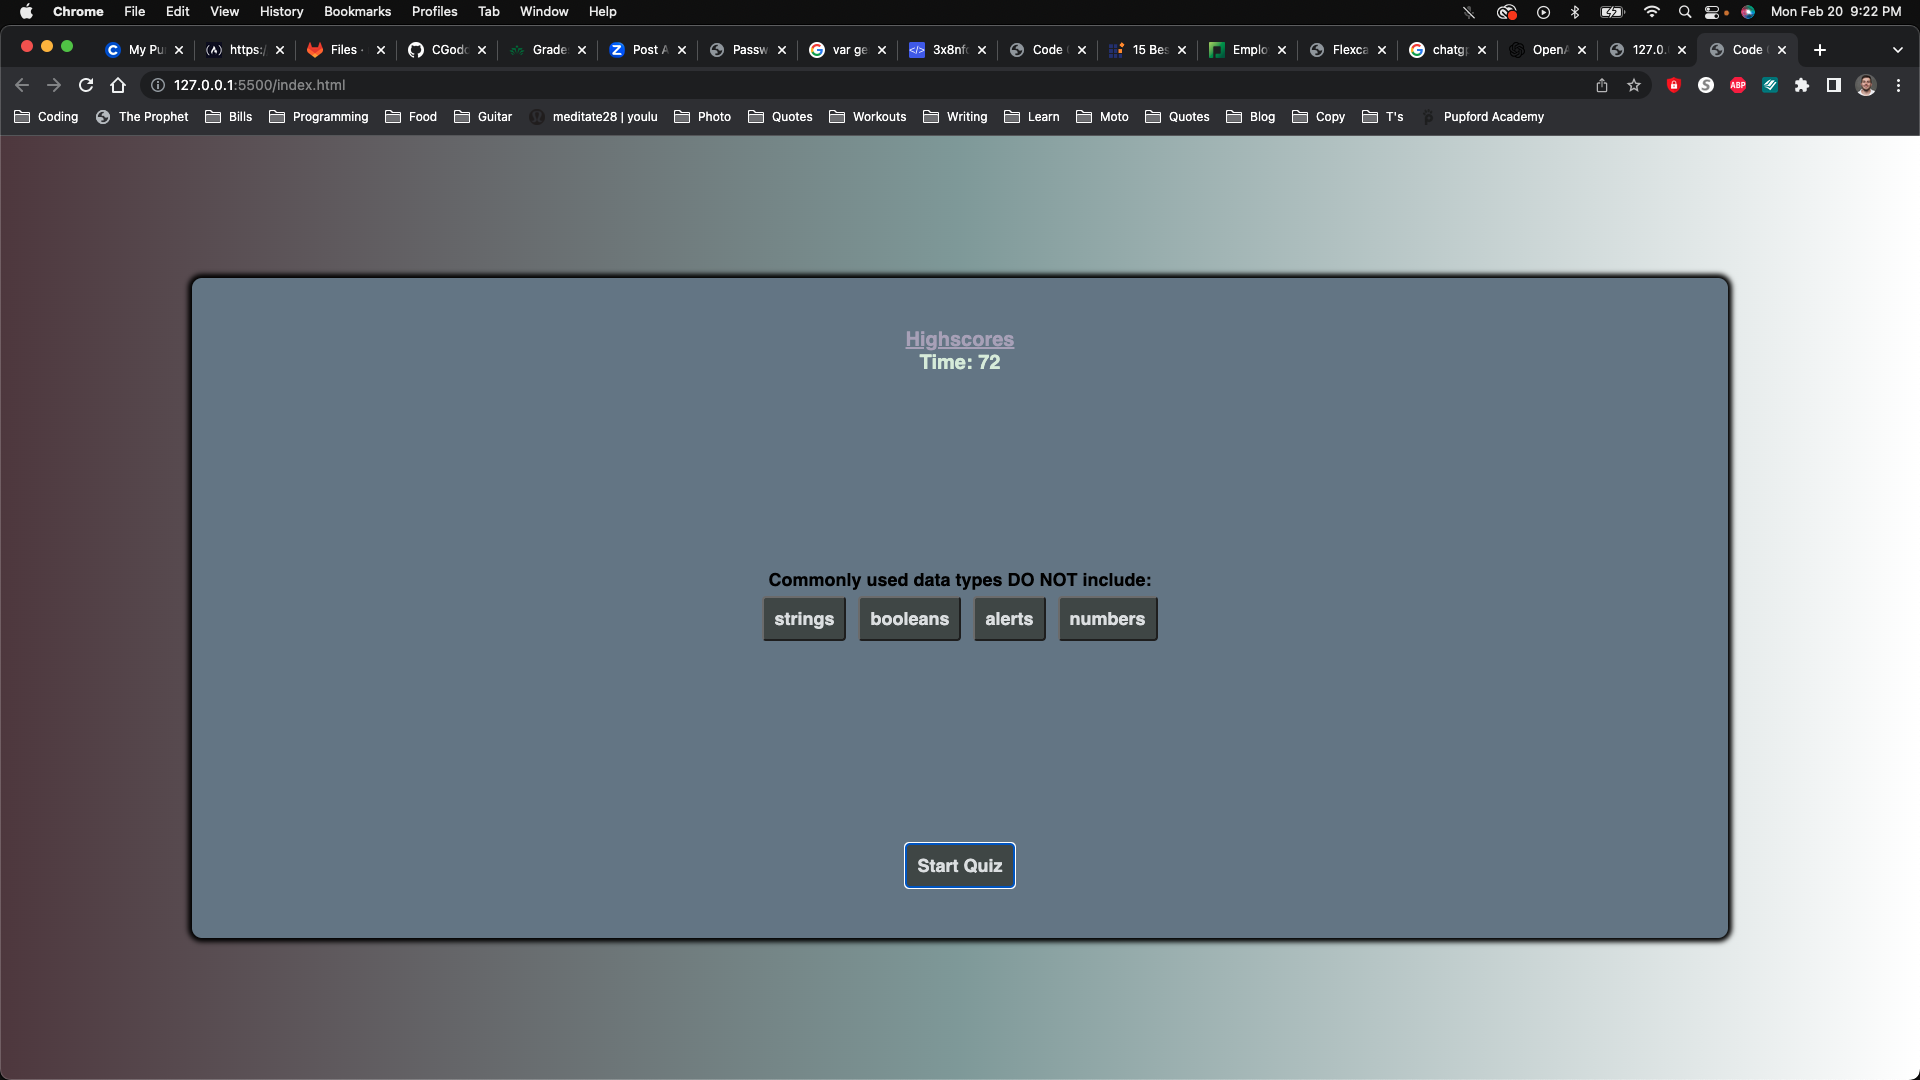 Chrome File Edit View History Bookmarks Profiles Tab Window Help Mon Feb 20 9:22 PM
My Pu https:/ Files · CGodd Grade Z Post A Passw var ge </> 3x8nf Code 15 Bes Emplo Flexca chatg OpenA 127.0. Code
127.0.0.1:5500/index.html ABP
Coding The Prophet Bills Programming Food Guitar meditate28 | youlu Photo Quotes Workouts Writing Learn Moto Quotes Blog Copy T's Pupford Academy
Highscores
Time: 72
Commonly used data types DO NOT include:
strings booleans alerts numbers
Start Quiz